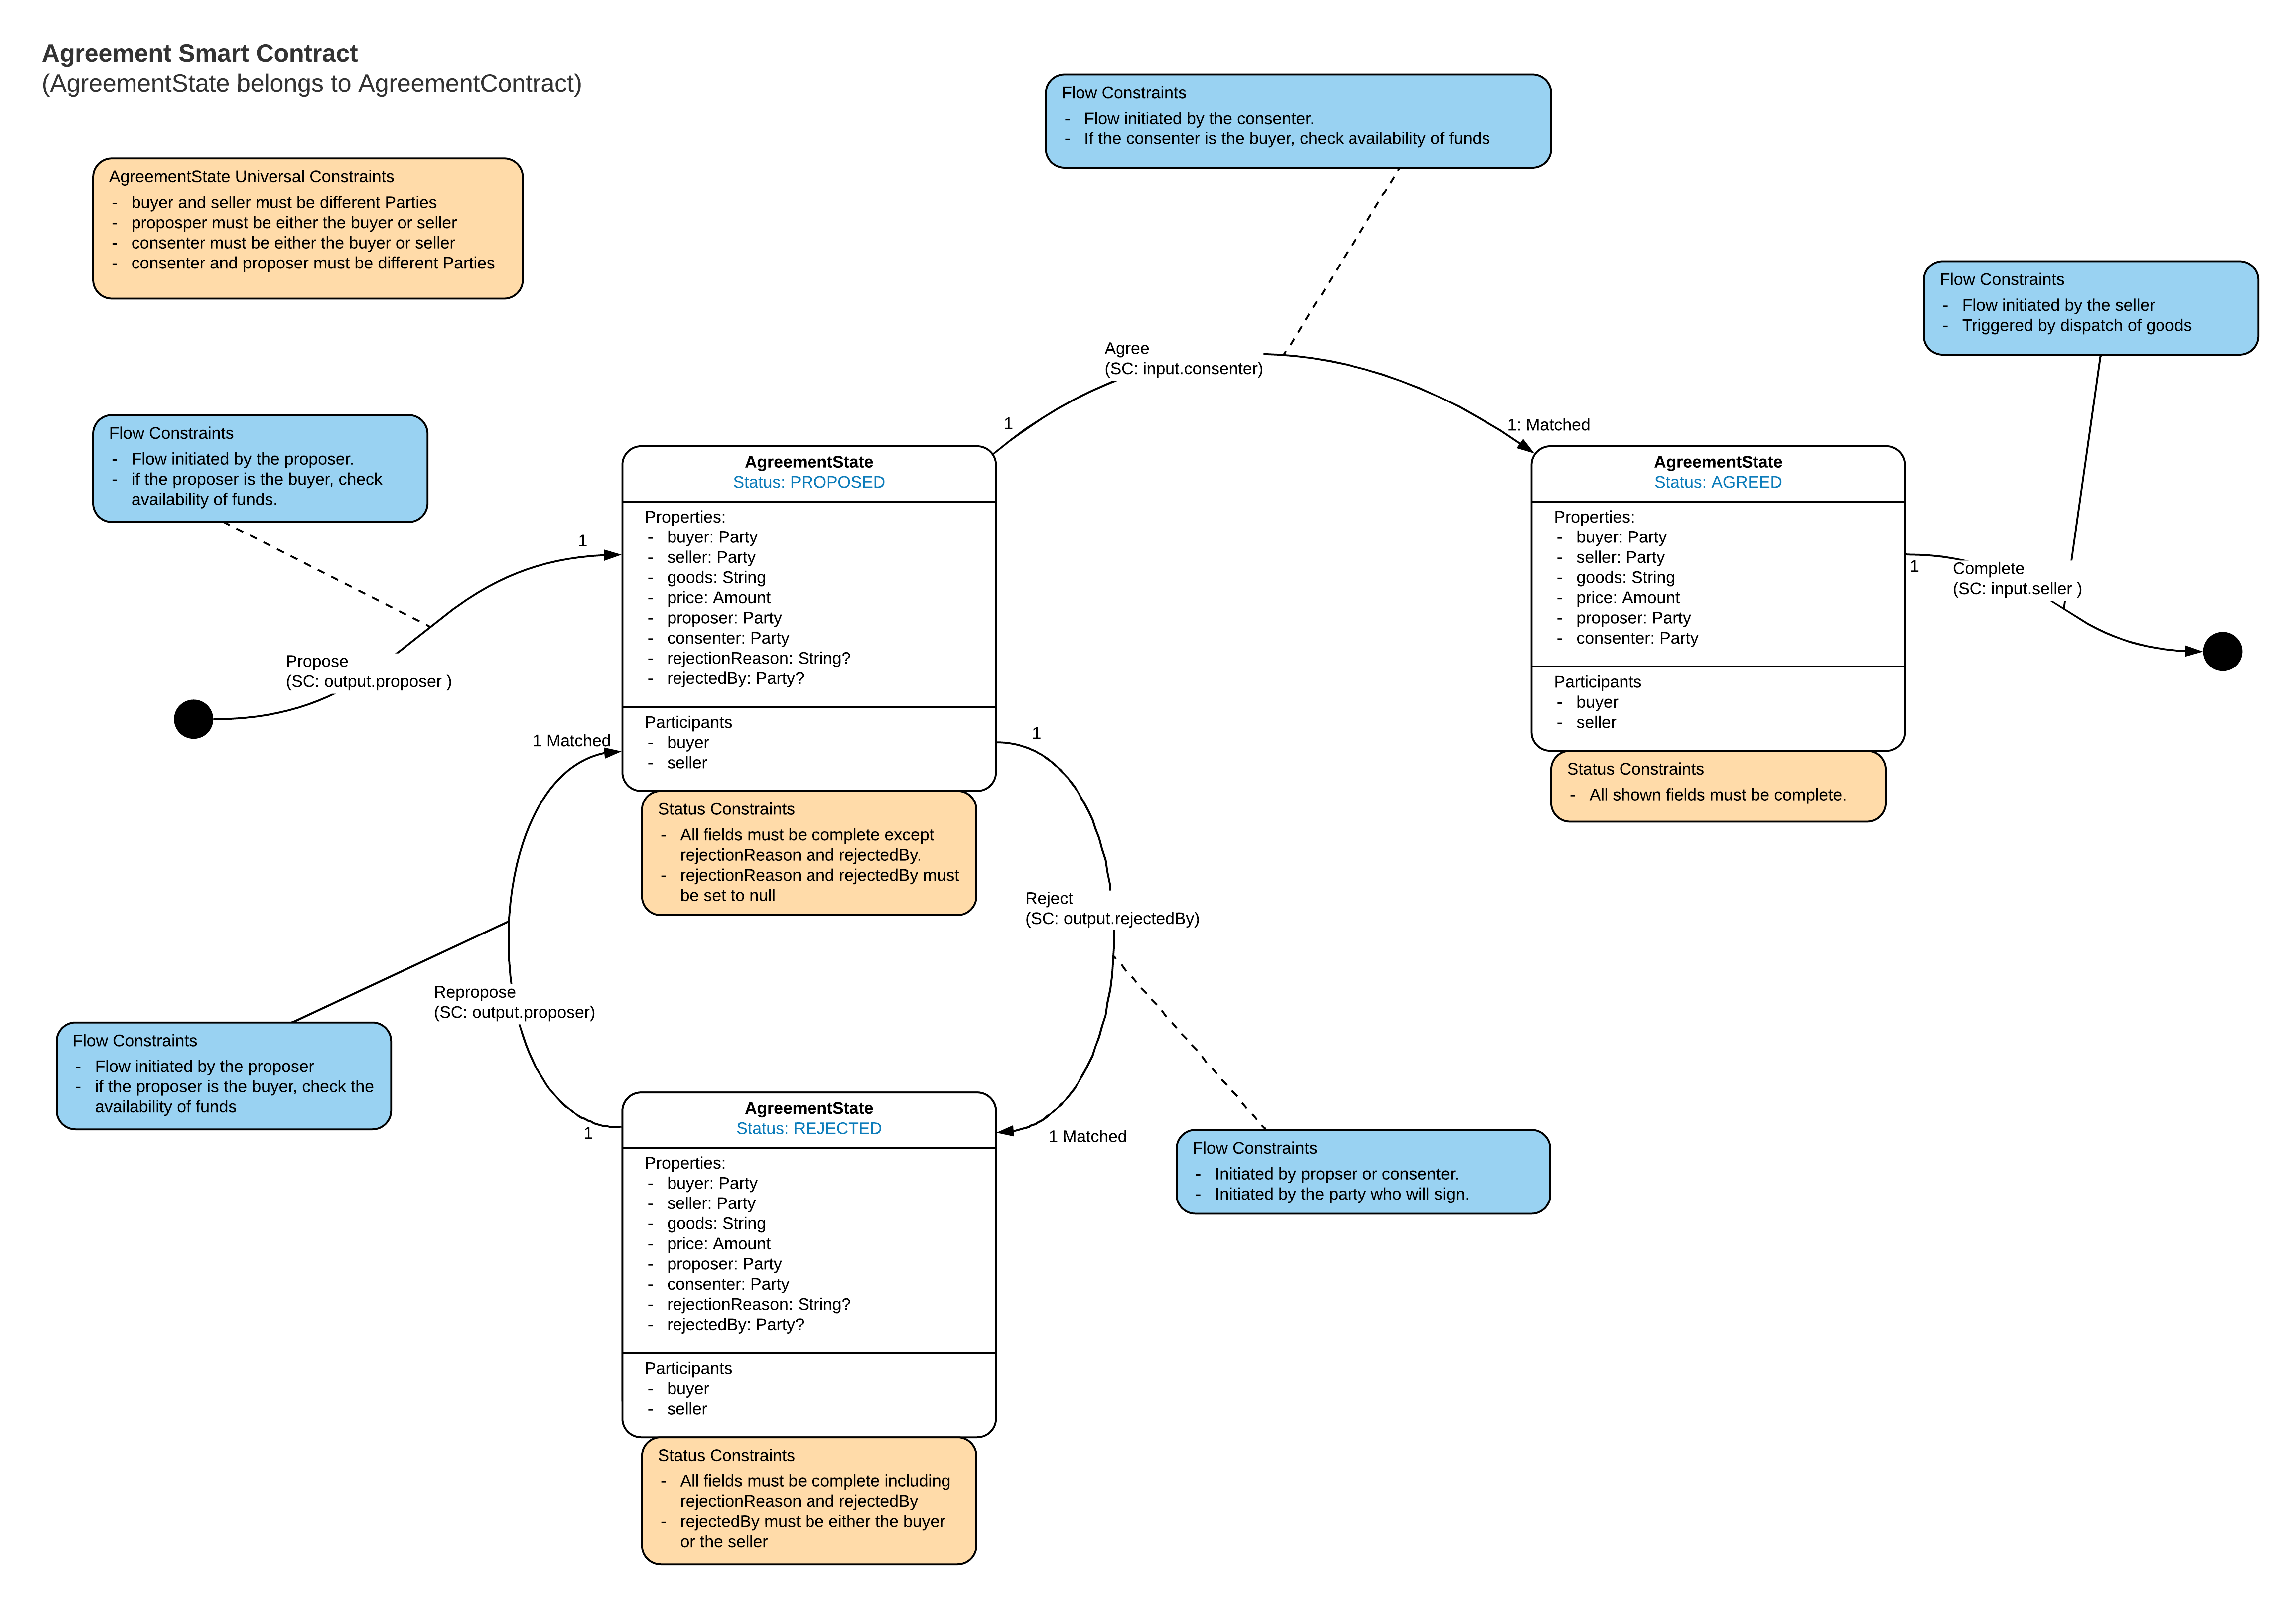 Agreement Smart Contract
(AgreementState belongs to AgreementContract)
Flow Constraints
- Flow initiated by the consenter.
- If the consenter is the buyer, check availability of funds
AgreementState Universal Constraints
- buyer and seller must be different Parties
- proposper must be either the buyer or seller
- consenter must be either the buyer or seller
- consenter and proposer must be different Parties
Flow Constraints
- Flow initiated by the seller
- Triggered by dispatch of goods
Agree
(SC: input.consenter)
1
1: Matched
Flow Constraints
- Flow initiated by the proposer.
- if the proposer is the buyer, check
availability of funds.
1
Propose
(SC: output.proposer )
AgreementState
Status: PROPOSED
Properties:
- buyer: Party
- seller: Party
- goods: String
- price: Amount
- proposer: Party
- consenter: Party
- rejectionReason: String?
- rejectedBy: Party?
Participants
- buyer
- seller
Status Constraints
- All fields must be complete except
rejectionReason and rejectedBy.
- rejectionReason and rejectedBy must
be set to null
AgreementState
Status: AGREED
Properties:
- buyer: Party
- seller: Party
- goods: String
- price: Amount
- proposer: Party
- consenter: Party
Participants
- buyer
- seller
Status Constraints
- All shown fields must be complete.
1
Complete
(SC: input.seller )
1 Matched
1
Reject
(SC: output.rejectedBy)
Repropose
(SC: output.proposer)
Flow Constraints
- Flow initiated by the proposer
- if the proposer is the buyer, check the
availability of funds
1
1 Matched
AgreementState
Status: REJECTED
Properties:
- buyer: Party
- seller: Party
- goods: String
- price: Amount
- proposer: Party
- consenter: Party
- rejectionReason: String?
- rejectedBy: Party?
Participants
- buyer
- seller
Status Constraints
- All fields must be complete including
rejectionReason and rejectedBy
- rejectedBy must be either the buyer
or the seller
Flow Constraints
- Initiated by propser or consenter.
- Initiated by the party who will sign.